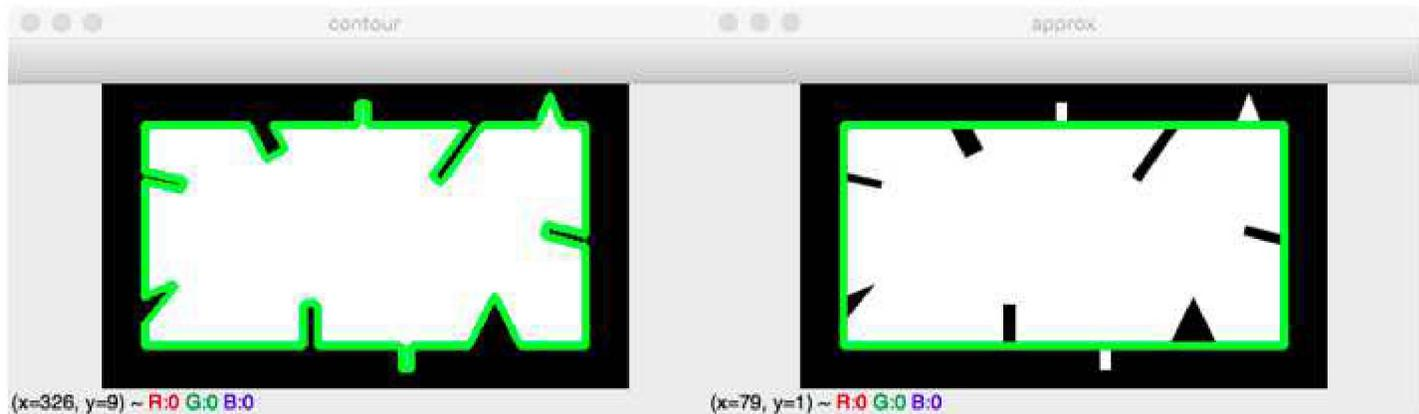 contour
approx
(x=326, y=9) ~ R:0 G:0 B:0
(x=79, y=1) ~ R:0 G:0 B:0